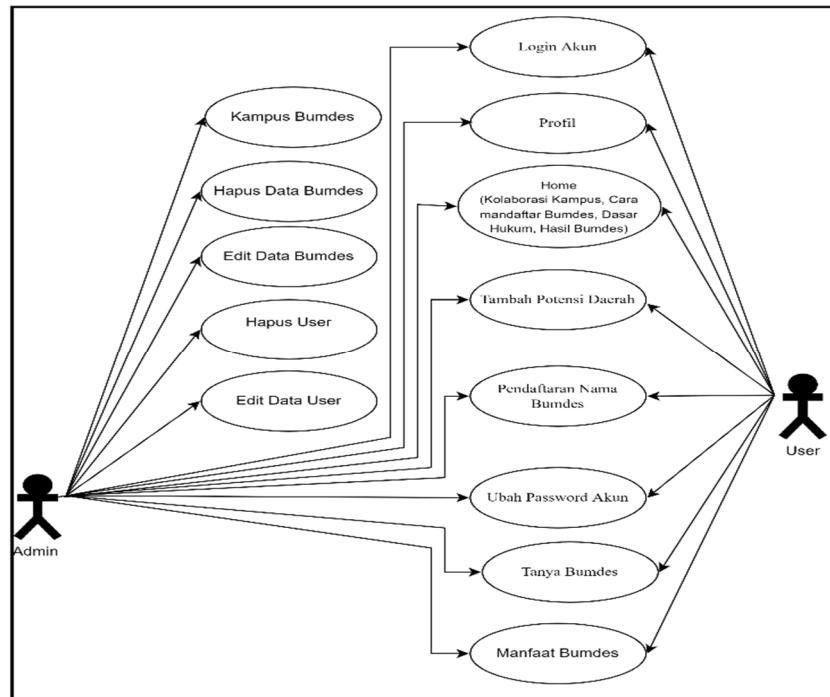 Login Akun
Kampus Bumdes
Profil
Hapus Data Bumdes
Home
(Kolaborasi Kampus, Cara
mandaftar Bumdes, Dasar
Hukum, Hasil Bumdes)
Edit Data Bumdes
Tambah Potensi Daerah
Hapus User
Pendaftaran Nama
Bumdes
Edit Data User
User
Ubah Password Akun
Admin
Tanya Bumdes
Manfaat Bumdes